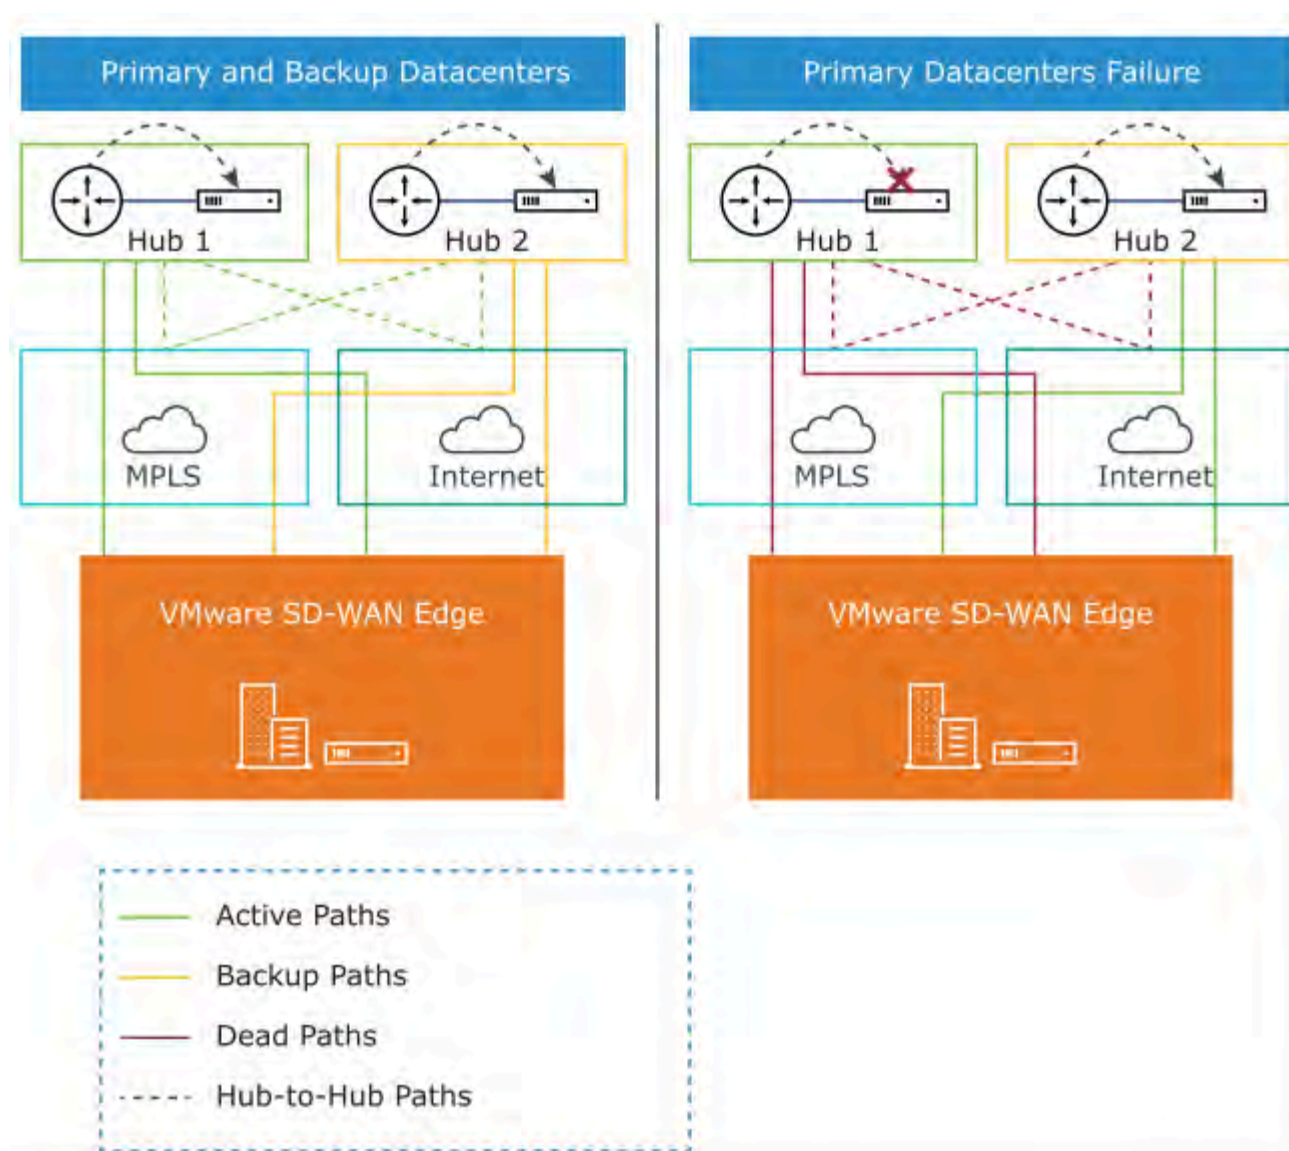 Primary and Backup Datacenters
Hub 1
Hub 2
MPLS
Internet
VMware SD-WAN Edge
Primary Datacenters Failure
Hub 1
Hub 2
MPLS
Internet
VMware SD-WAN Edge
Active Paths
Backup Paths
Dead Paths
Hub-to-Hub Paths